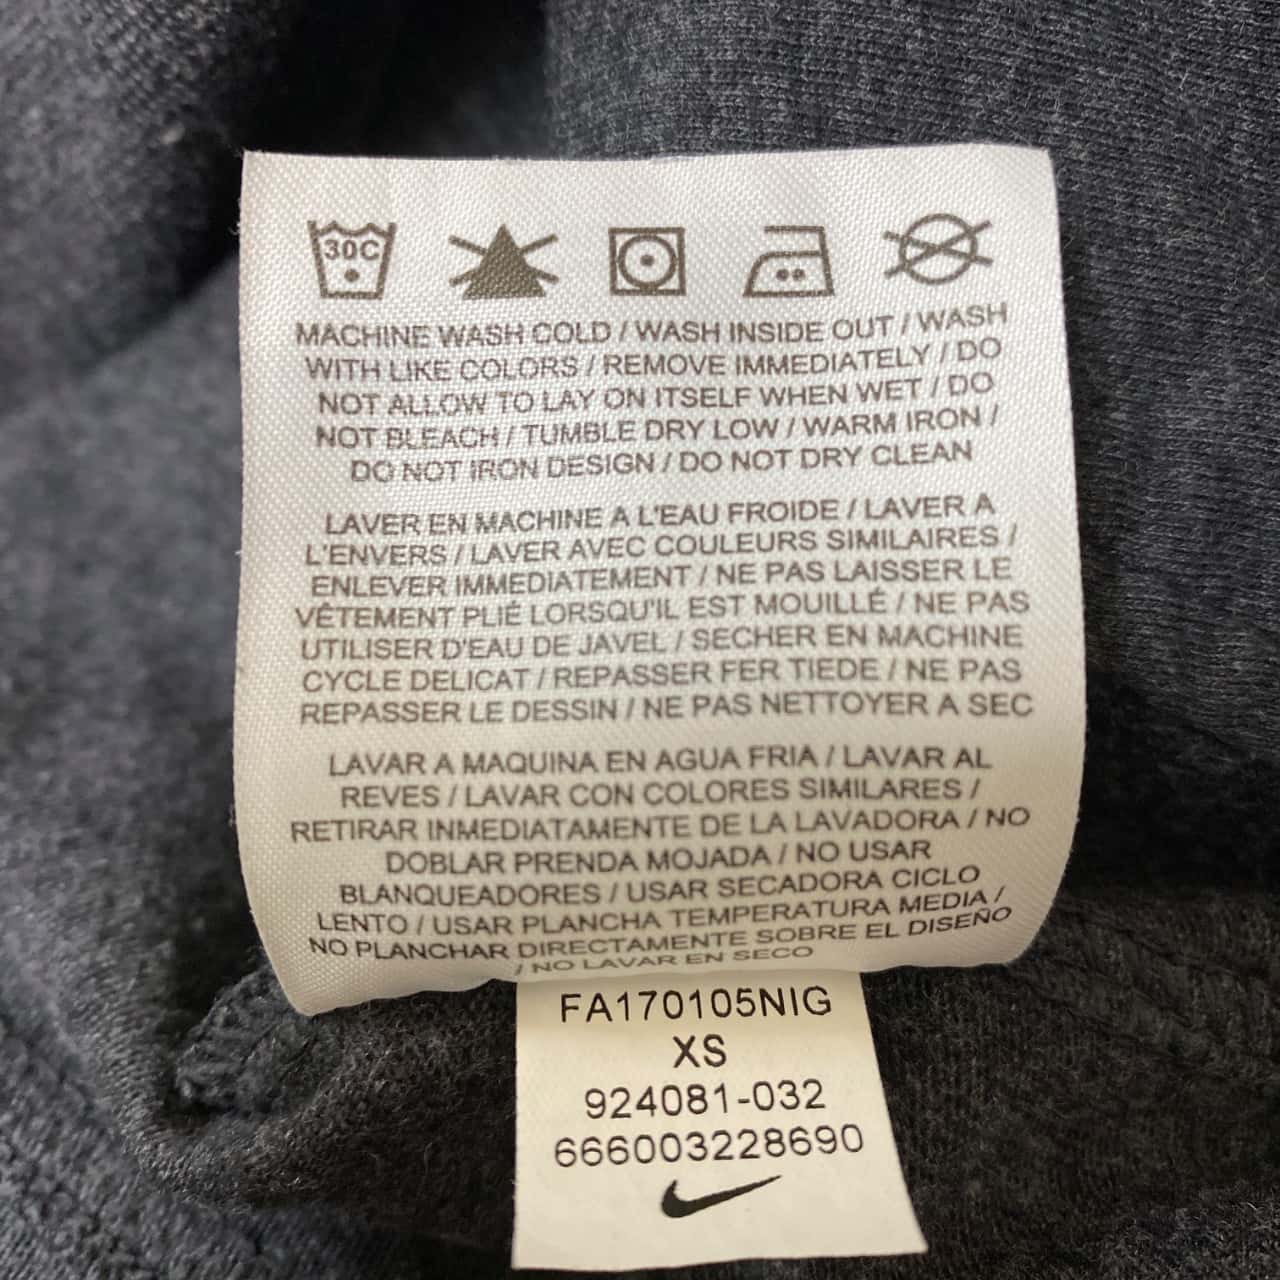 30C
MACHINE WASH COLD / WASH INSIDE OUT / WASH
WITH LIKE COLORS / REMOVE IMMEDIATELY / DO
NOT ALLOW TO LAY ON ITSELF WHEN WET / DO
NOT BLEACH / TUMBLE DRY LOW / WARM IRON /
DO NOT IRON DESIGN / DO NOT DRY CLEAN
LAVER EN MACHINE A L'EAU FROIDE / LAVER A
L'ENVERS / LAVER AVEC COULEURS SIMILAIRES /
ENLEVER IMMEDIATEMENT / NE PAS LAISSER LE
VÊTEMENT PLIÉ LORSQU'IL EST MOUILLÉ / NE PAS
UTILISER D'EAU DE JAVEL / SECHER EN MACHINE
CYCLE DELICAT / REPASSER FER TIEDE / NE PAS
REPASSER LE DESSIN / NE PAS NETTOYER A SEC
LAVAR A MAQUINA EN AGUA FRIA / LAVAR AL
REVES / LAVAR CON COLORES SIMILARES /
RETIRAR INMEDIATAMENTE DE LA LAVADORA / NO
DOBLAR PRENDA MOJADA / NO USAR
BLANQUEADORES / USAR SECADORA CICLO
LENTO / USAR PLANCHA TEMPERATURA MEDIA /
NO PLANCHAR DIRECTAMENTE SOBRE EL DISEÑO
/ NO LAVAR EN SECO
FA170105NIG
XS
924081-032
666003228690